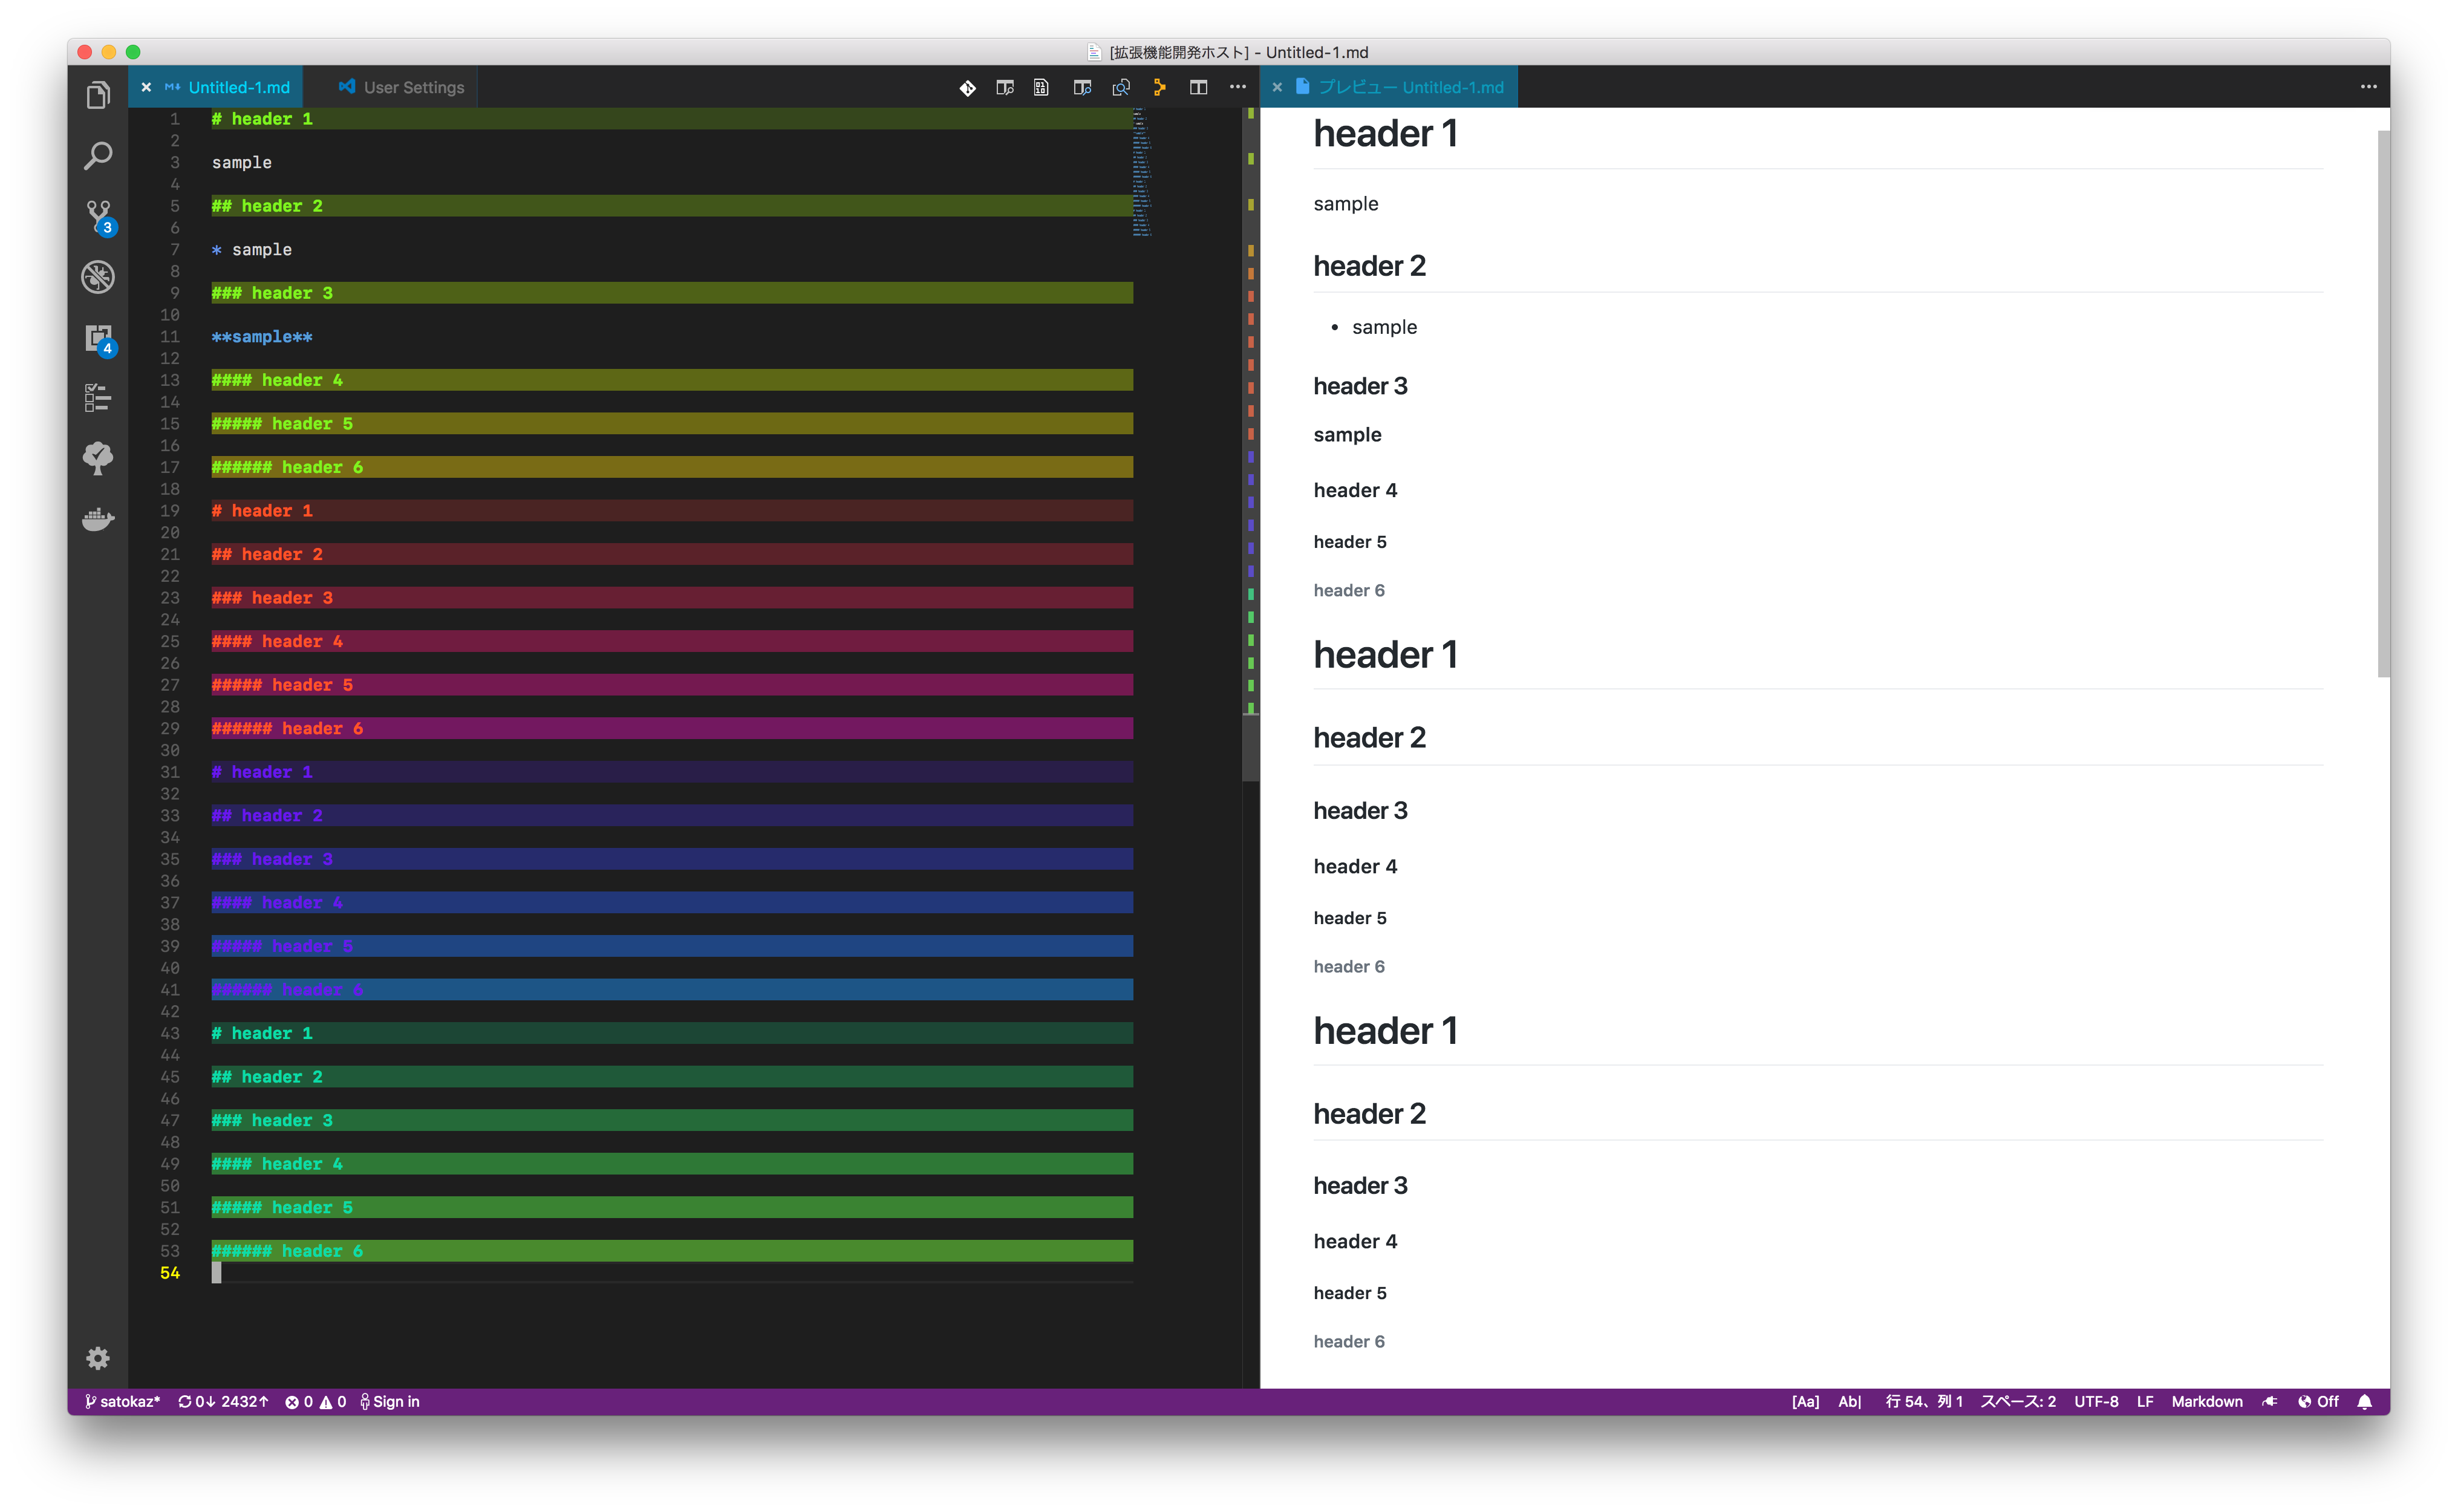 [拡張機能開発ホスト] - Untitled-1.md
Untitled-1.md
User Settings
プレビュー Untitled-1.md
1 # header 1
2
3 sample
4
5 ## header 2
6
7 * sample
8
9 ### header 3
10
11 **sample**
12
13 #### header 4
14
15 ##### header 5
16
17 ###### header 6
18
19 # header 1
20
21 ## header 2
22
23 ### header 3
24
25 #### header 4
26
27 ##### header 5
28
29 ###### header 6
30
31 # header 1
32
33 ## header 2
34
35 ### header 3
36
37 #### header 4
38
39 ##### header 5
40
41 ###### header 6
42
43 # header 1
44
45 ## header 2
46
47 ### header 3
48
49 #### header 4
50
51 ##### header 5
52
53 ###### header 6
54
3
4
header 1
sample
header 2
• sample
header 3
sample
header 4
header 5
header 6
header 1
header 2
header 3
header 4
header 5
header 6
header 1
header 2
header 3
header 4
header 5
header 6
satokaz* 0↓ 2432↑ 0 0 Sign in
[Aa] Ab| 行 54、列 1 スペース: 2 UTF-8 LF Markdown Off